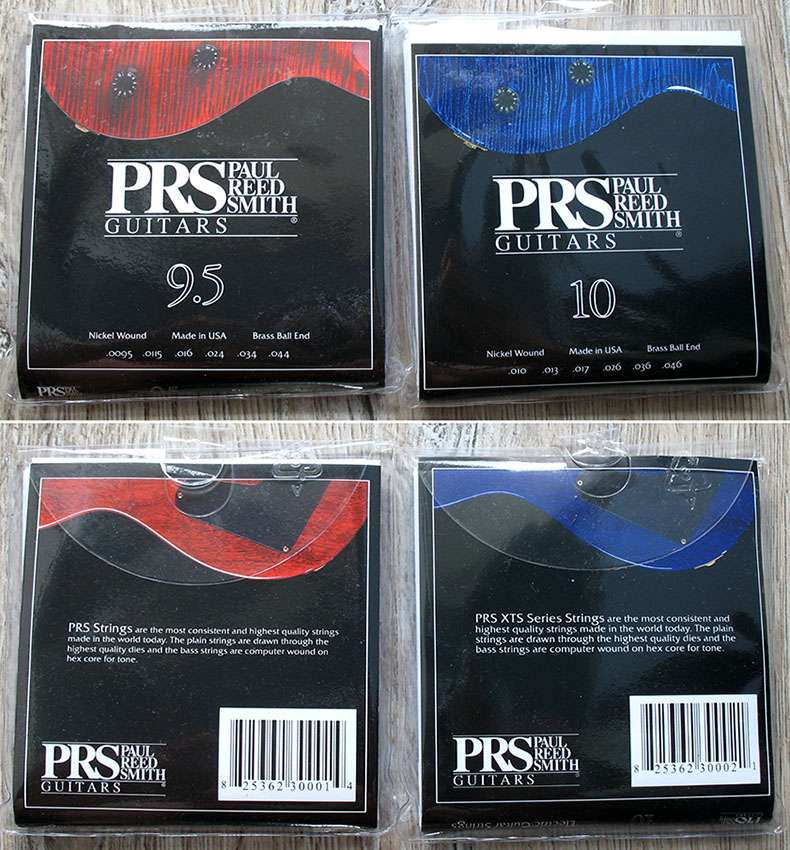 PRS PAUL REED SMITH
GUITARS ®
9.5
Nickel Wound Made in USA Brass Ball End
.0095 .0115 .016 .024 .034 .044
PRS
PRS PAUL REED SMITH
GUITARS ®
10
Nickel Wound Made in USA Brass Ball End
.010 .013 .017 .026 .036 .046
PRS Strings are the most consistent and highest quality strings
made in the world today. The plain strings are drawn through the
highest quality dies and the bass strings are computer wound on
hex core for tone.
PRS PAUL REED SMITH
GUITARS ®
8 25362 30001 4
PRS XTS Series Strings are the most consistent and
highest quality strings made in the world today. The plain
strings are drawn through the highest quality dies and the
bass strings are computer wound on
hex core for tone.
PRS PAUL REED SMITH
GUITARS ®
8 25362 30002 1
Electric Guitar Strings